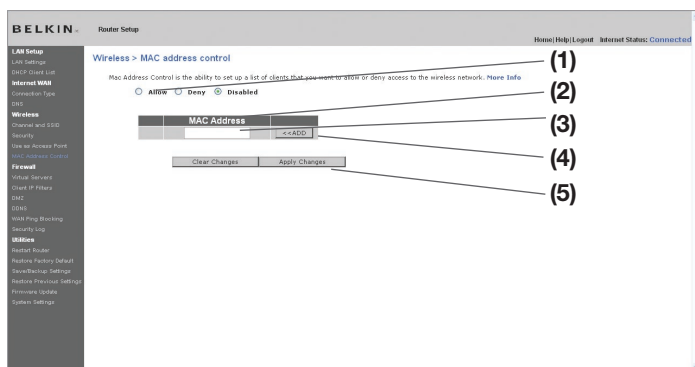 BELKIN
Router Setup
Home|Help|Logout Internet Status: Connected
LAN Setup
LAN Settings
DHCP Client List
Internet WAN
Connection Type
DNS
Wireless
Channel and SSID
Security
Use as Access Point
MAC Address Control
Firewall
Virtual Servers
Client IP Filters
DMZ
DDNS
WAN Ping Blocking
Security Log
Utilities
Restart Router
Restore Factory Default
Save/Backup Settings
Restore Previous Settings
Firmware Update
System Settings
Wireless > MAC address control
Mac Address Control is the ability to set up a list of clients that you want to allow or deny access to the wireless network. More Info
Allow Deny Disabled
MAC Address
<<ADD
Clear Changes Apply Changes
(1)
(2)
(3)
(4)
(5)